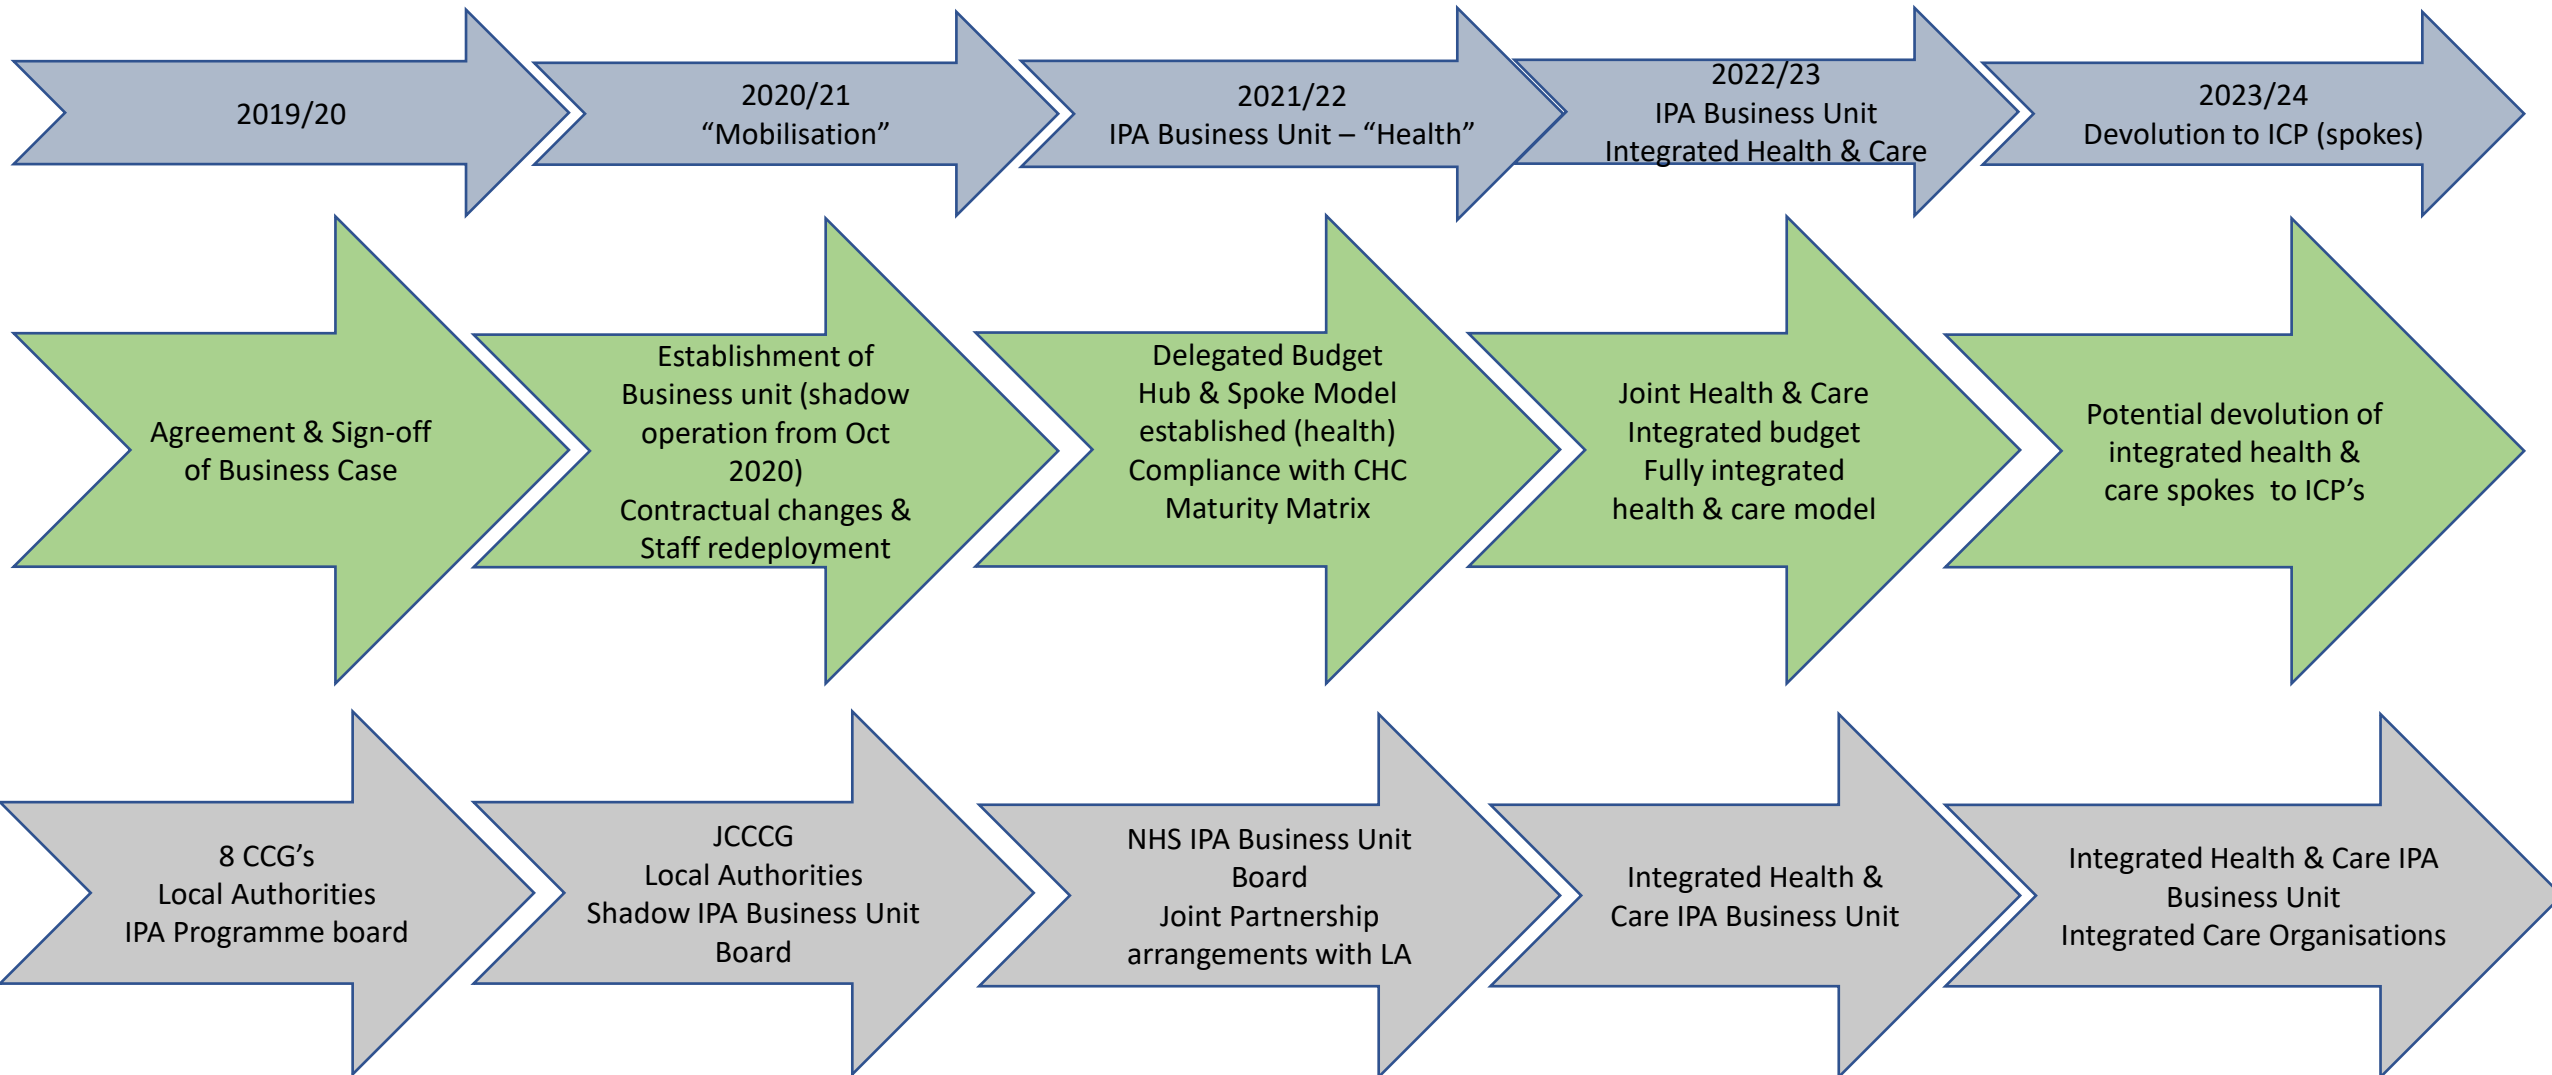 2019/20
2020/21
“Mobilisation”
2021/22
IPA Business Unit – “Health”
2022/23
IPA Business Unit
Integrated Health & Care
2023/24
Devolution to ICP (spokes)
Agreement & Sign-off
of Business Case
Establishment of
Business unit (shadow
operation from Oct
2020)
Contractual changes &
Staff redeployment
Delegated Budget
Hub & Spoke Model
established (health)
Compliance with CHC
Maturity Matrix
Joint Health & Care
Integrated budget
Fully integrated
health & care model
Potential devolution of
integrated health &
care spokes  to ICP’s
8 CCG’s
Local Authorities
IPA Programme board
JCCCG
Local Authorities
Shadow IPA Business Unit
Board
NHS IPA Business Unit
Board
Joint Partnership
arrangements with LA
Integrated Health &
Care IPA Business Unit
Integrated Health & Care IPA
Business Unit
Integrated Care Organisations